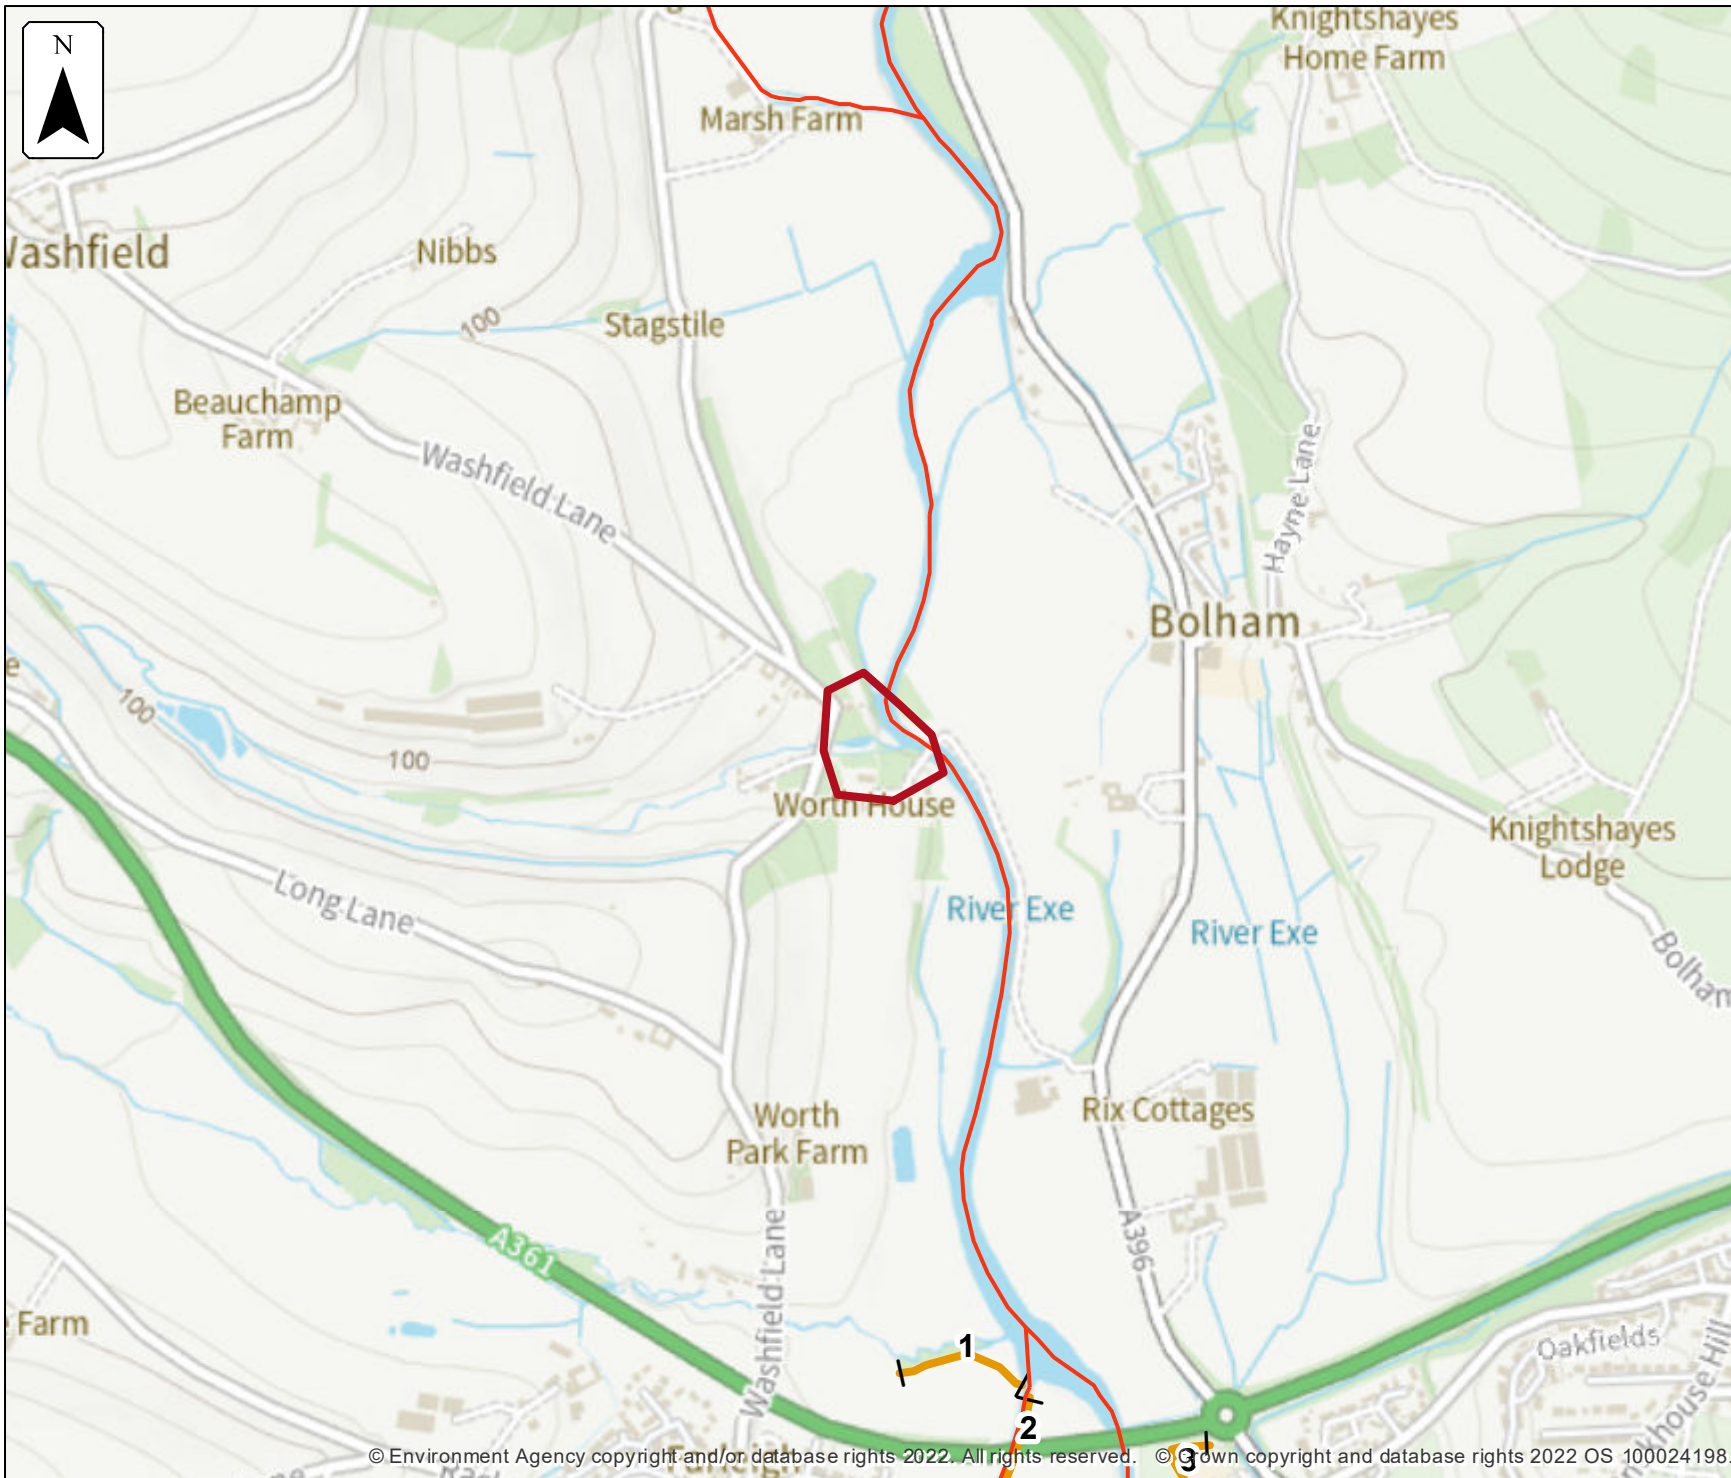 N
Knightshayes
Home Farm
Marsh Farm
Washfield
Nibbs
100
Stagstile
Beauchamp
Farm
Washfield Lane
Hayne Lane
Bolham
100
100
Worth House
Knightshayes
Lodge
Long Lane
River Exe
River Exe
Bolham
Worth
Park Farm
Rix Cottages
A361
A396
Washfield Lane
Farm
1
Oakfields
2
3
© Environment Agency copyright and/or database rights 2022. All rights reserved. © Crown copyright and database rights 2022 OS 100024198